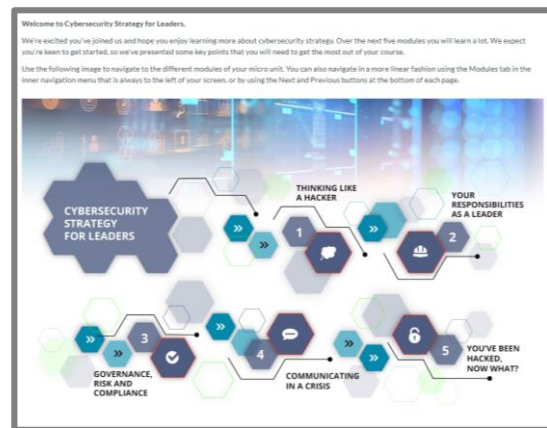 Welcome to Cybersecurity Strategy for Leaders.
We're excited you've joined us and hope you enjoy learning more about cybersecurity strategy. Over the next five modules you will learn a lot. We expect
you're keen to get started, so we've presented some key points that you will need to get the most out of your course.
Use the following image to navigate to the different modules of your micro unit. You can also navigate in a more linear fashion using the Modules tab in the
inner navigation menu that is always to the left of your screen, or by using the Next and Previous buttons at the bottom of each page.
CYBERSECURITY
STRATEGY
FOR LEADERS
THINKING LIKE
A HACKER
1
YOUR
RESPONSIBILITIES
AS A LEADER
2
3
GOVERNANCE,
RISK AND
COMPLIANCE
4
COMMUNICATING
IN A CRISIS
5
YOU'VE BEEN
HACKED,
NOW WHAT?